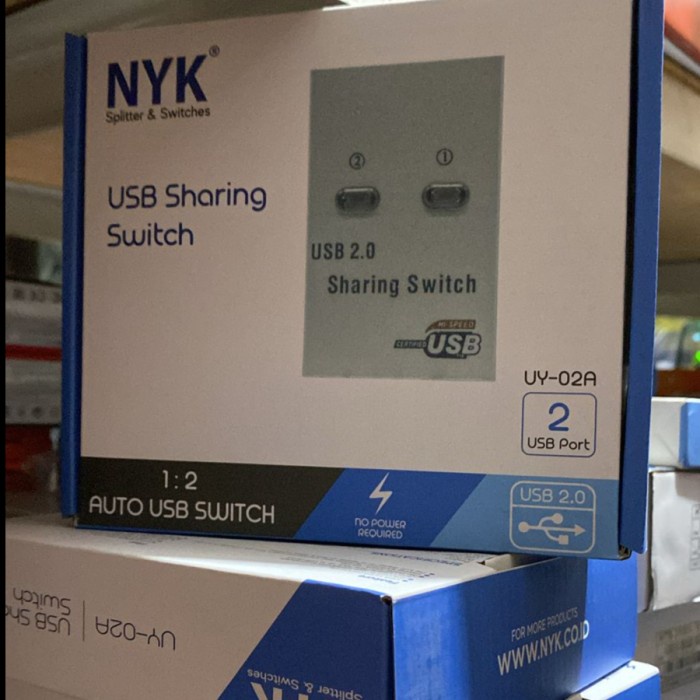 NYK®
Splitter & Switches
USB Sharing
Switch
② ①
USB 2.0
Sharing Switch
HI-SPEED
CERTIFIED USB
UY-02A
2
USB Port
1:2
AUTO USB SWITCH
NO POWER
REQUIRED
USB 2.0
USB Sha
Switch
UY-02A
Splitter & Switches
FOR MORE PRODUCTS
WWW.NYK.CO.ID